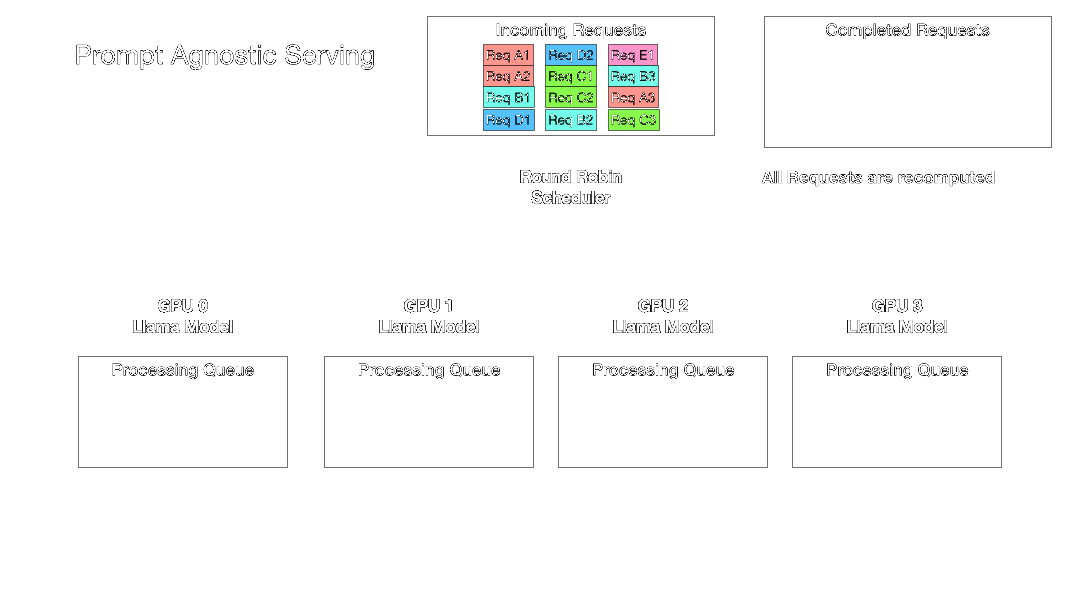 Prompt Agnostic Serving
Incoming Requests
Req A1 Req D2 Req E1
Req A2 Req C1 Req B3
Req B1 Req C2 Req A3
Req D1 Req B2 Req C3
Completed Requests
Round Robin
Scheduler
All Requests are recomputed
GPU 0
Llama Model
GPU 1
Llama Model
GPU 2
Llama Model
GPU 3
Llama Model
Processing Queue
Processing Queue
Processing Queue
Processing Queue